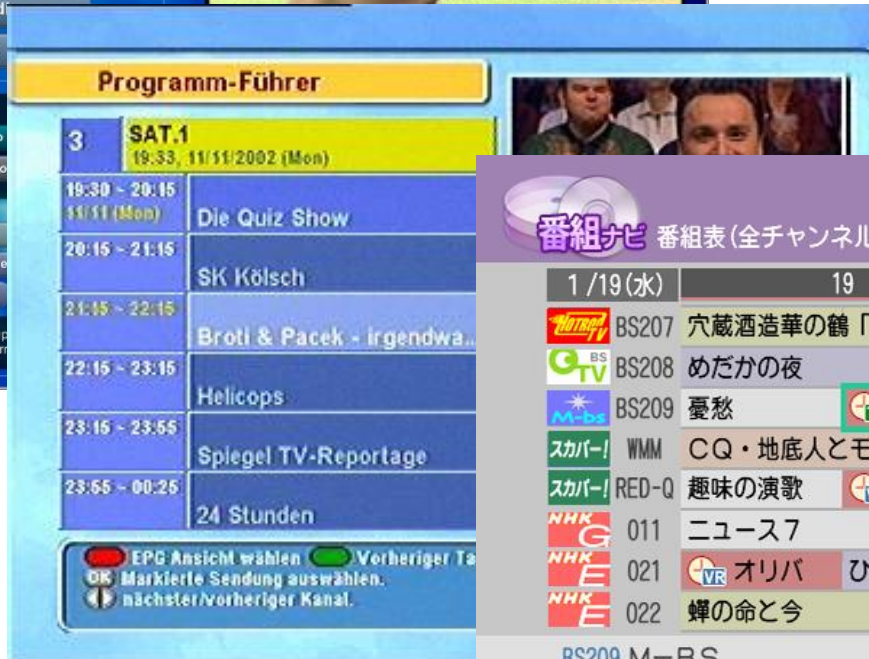 Programm-Führer
3 SAT.1
19:33, 11/11/2002 (Mon)
19:30 ~ 20:15
11/11 (Mon)
Die Quiz Show
20:15 ~ 21:15
SK Kölsch
21:15 ~ 22:15
Broti & Pacek - irgendwa...
22:15 ~ 23:15
Helicops
23:15 ~ 23:55
Spiegel TV-Reportage
23:55 ~ 00:25
24 Stunden
EPG Ansicht wählen Vorheriger Ta
OK Markierte Sendung auswählen.
nächster/vorheriger Kanal.
番組ナビ 番組表(全チャンネル
1/19(水) 19
HOTROD TV BS207 穴蔵酒造華の鶴「
BS TV BS208 めだかの夜
M-bs BS209 憂愁
スカパー! WMM CQ・地底人とモ
スカパー! RED-Q 趣味の演歌
NHK G 011 ニュース7
NHK E 021 VR オリバ ひ
NHK E 022 蝉の命と今
BS209 M-BS